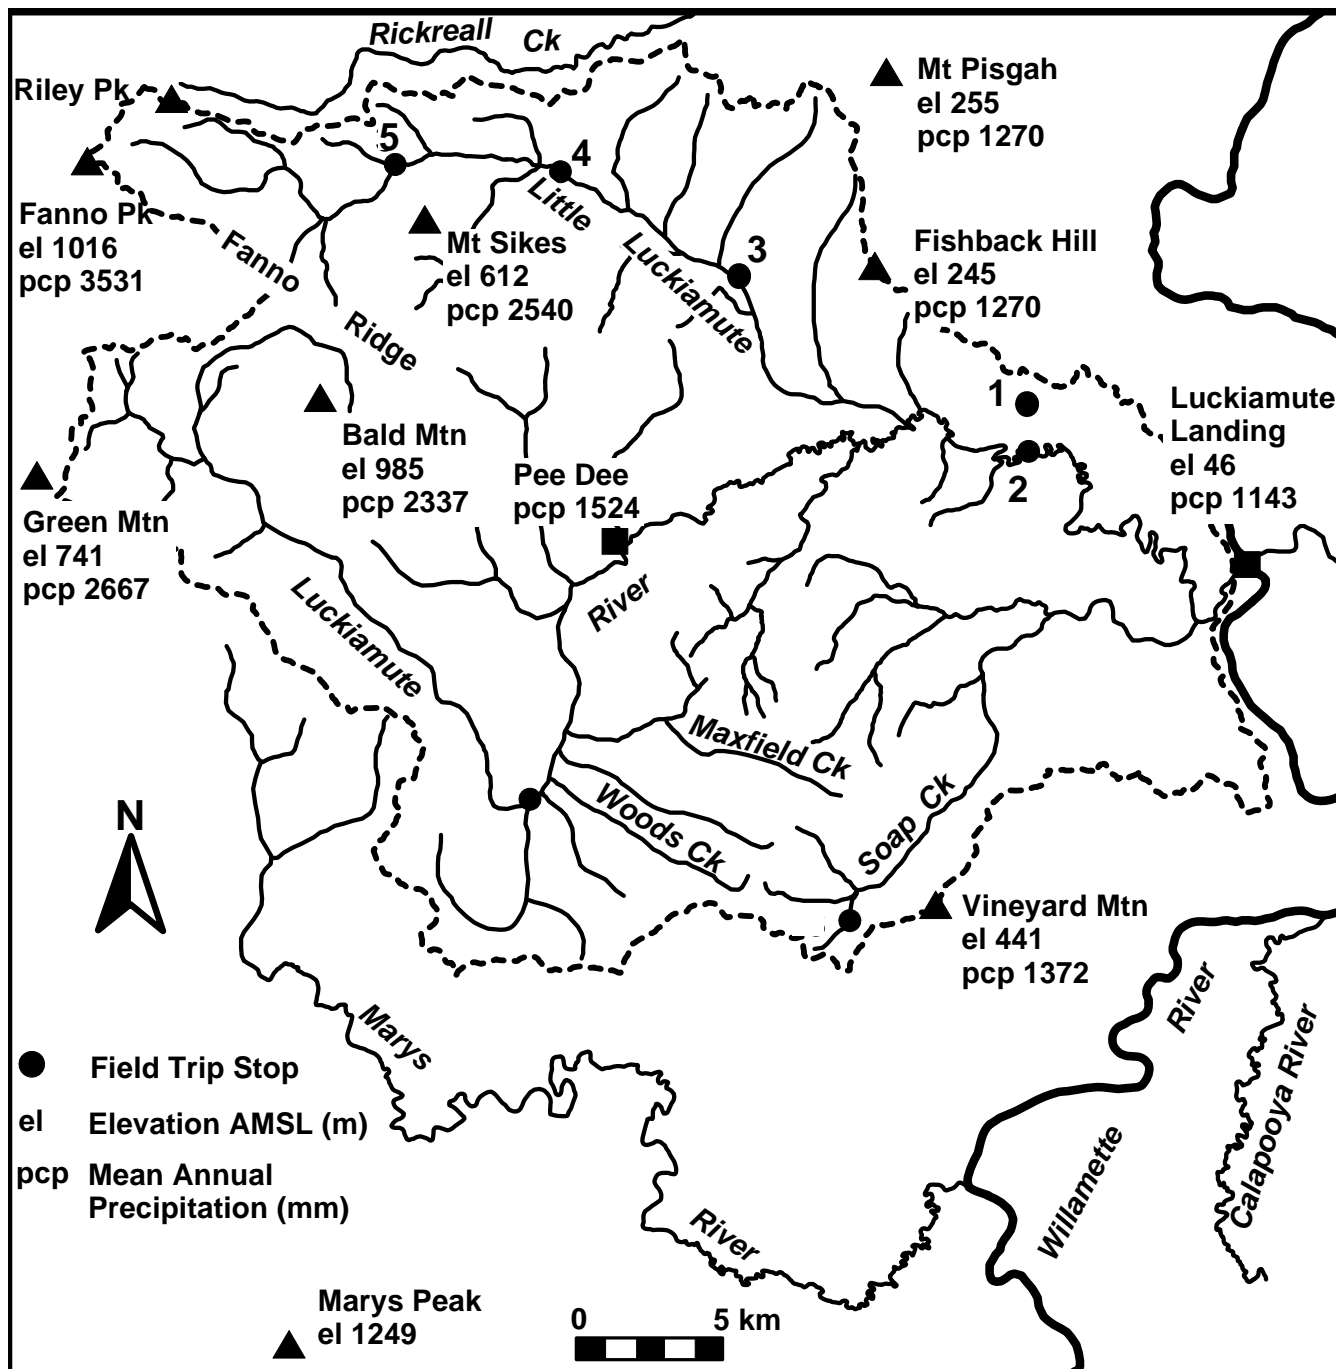 Rickreall Ck
Riley Pk
Mt Pisgah
el 255
pcp 1270
5
4
Fanno Pk
el 1016
pcp 3531
Fanno
Ridge
Mt Sikes
el 612
pcp 2540
Little
Luckiamute
3
Fishback Hill
el 245
pcp 1270
1
2
Luckiamute
Landing
el 46
pcp 1143
Bald Mtn
el 985
pcp 2337
Pee Dee
pcp 1524
Green Mtn
el 741
pcp 2667
Luckiamute
River
Maxfield Ck
Woods Ck
Soap Ck
N
Vineyard Mtn
el 441
pcp 1372
Marys
River
Willamette
River
Calapooya River
Field Trip Stop
el Elevation AMSL (m)
pcp Mean Annual
Precipitation (mm)
Marys Peak
el 1249
0 5 km